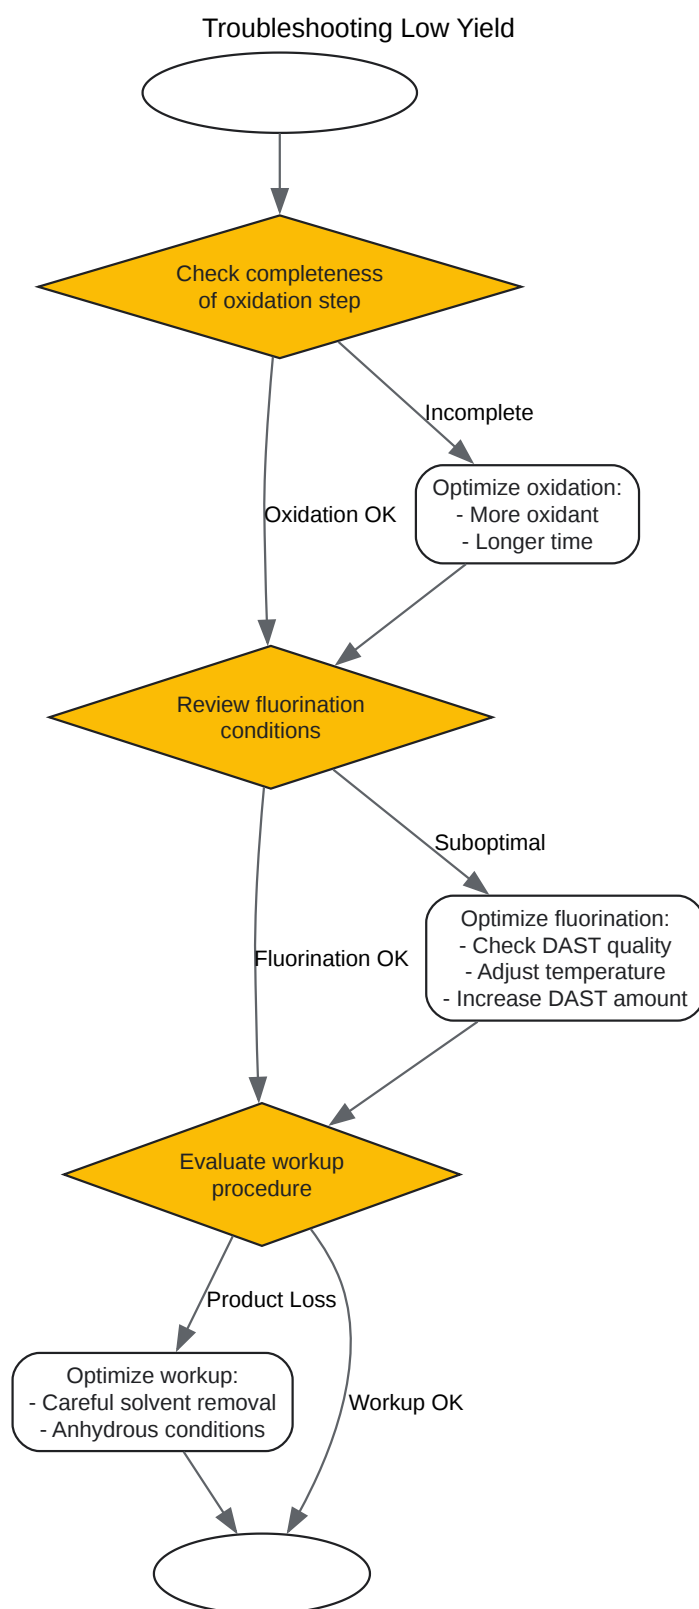 Troubleshooting Low Yield
Check completeness
of oxidation step
Incomplete
Optimize oxidation:
- More oxidant
- Longer time
Oxidation OK
Review fluorination
conditions
Suboptimal
Optimize fluorination:
- Check DAST quality
- Adjust temperature
- Increase DAST amount
Fluorination OK
Evaluate workup
procedure
Product Loss
Optimize workup:
- Careful solvent removal
- Anhydrous conditions
Workup OK